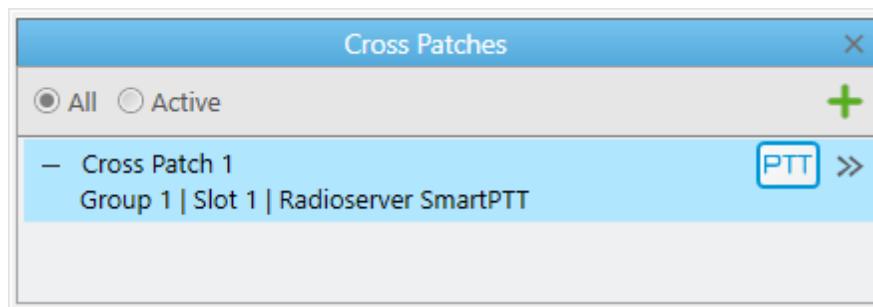 Cross Patches
All Active
Cross Patch 1 PTT
Group 1 | Slot 1 | Radioserver SmartPTT